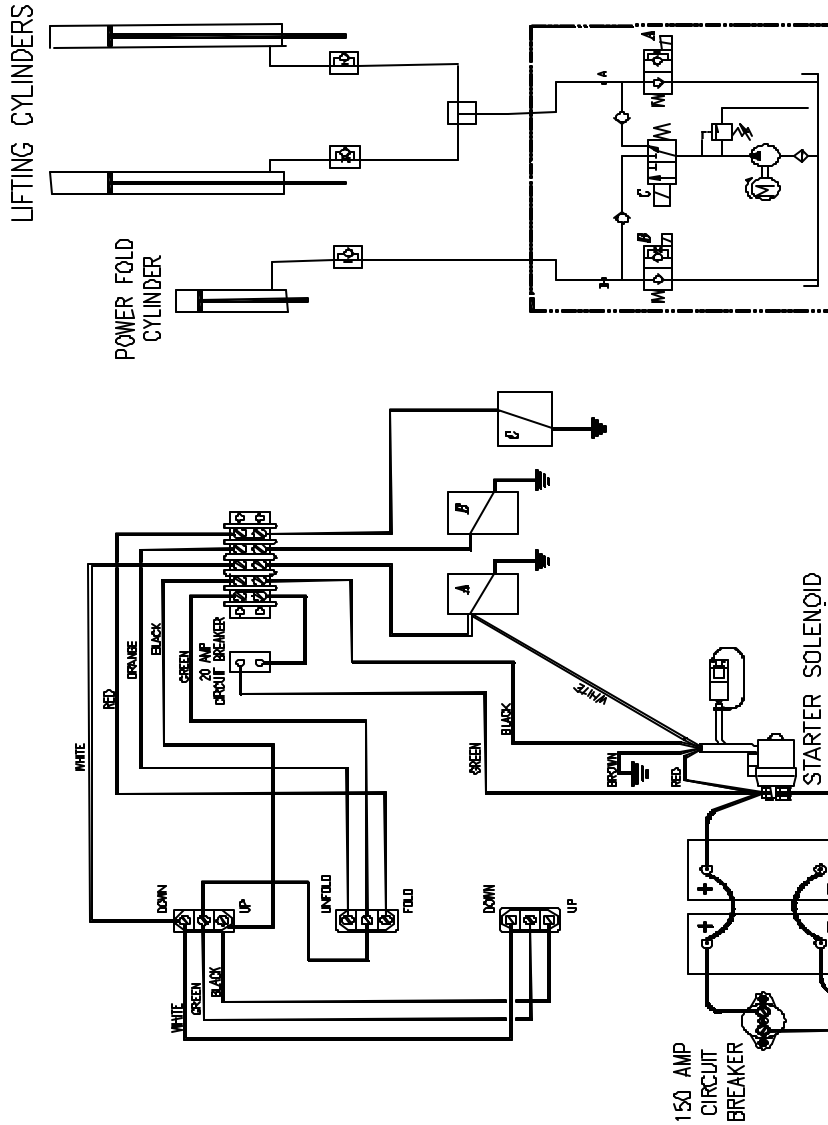 LIFTING CYLINDERS
POWER FOLD
CYLINDER
A
A
C
M
B
C
B
A
WHITE
RED
ORANGE
BLACK
GREEN
20 AMP
CIRCUIT BREAKER
WHITE
BLACK
GREEN
BROWN
RED
STARTER SOLENOID
DOWN
UP
UNFOLD
FOLD
DOWN
UP
WHITE
GREEN
BLACK
+
+
150 AMP
CIRCUIT
BREAKER